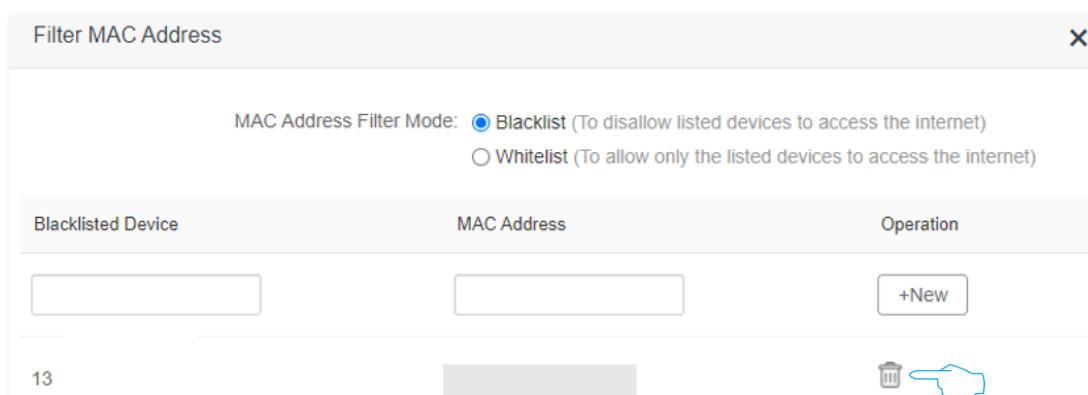 Filter MAC Address
MAC Address Filter Mode: Blacklist (To disallow listed devices to access the internet)
Whitelist (To allow only the listed devices to access the internet)
Blacklisted Device MAC Address Operation
+New
13